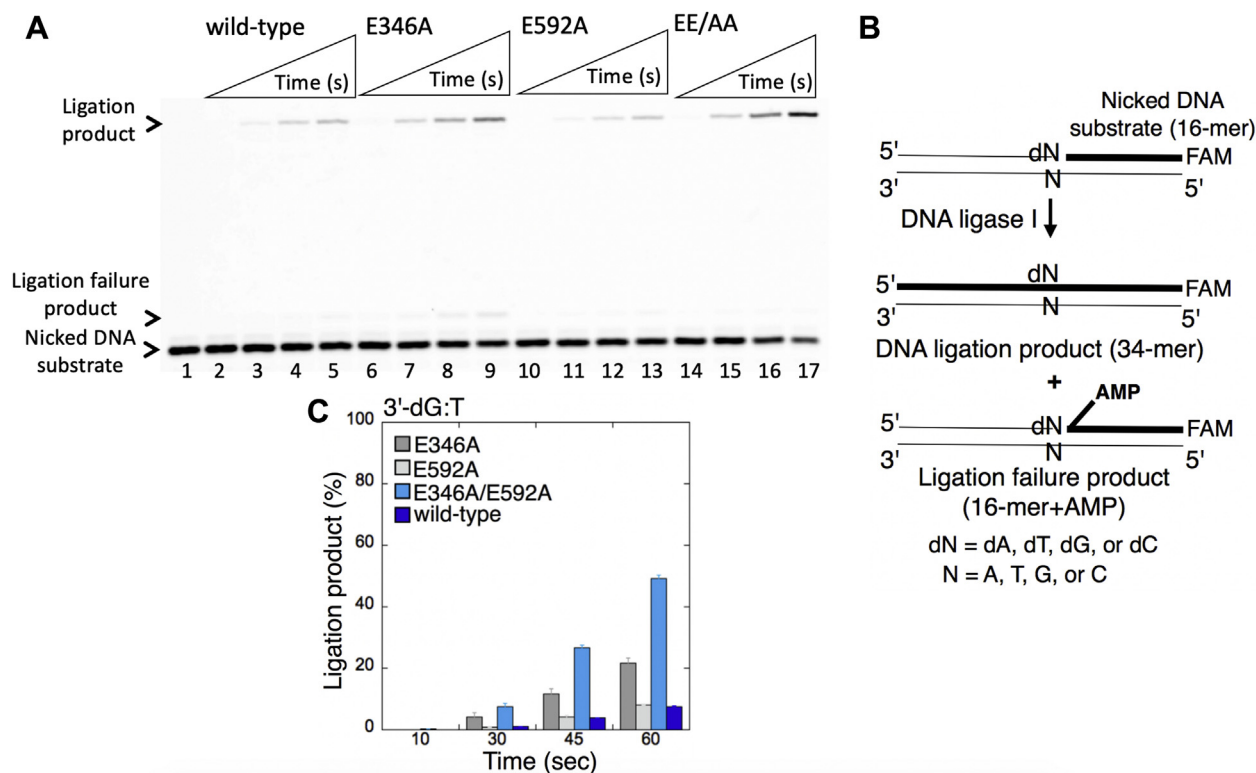 A
wild-type E346A E592A EE/AA
Time (s) Time (s) Time (s) Time (s)
Ligation
product
Ligation failure
product
Nicked DNA
substrate
1 2 3 4 5 6 7 8 9 10 11 12 13 14 15 16 17
B
Nicked DNA
substrate (16-mer)
5' dN FAM
3' N 5'
DNA ligase I
dN
5' FAM
3' N 5'
DNA ligation product (34-mer)
+
AMP
5' dN FAM
3' N 5'
Ligation failure product
(16-mer+AMP)
dN = dA, dT, dG, or dC
N = A, T, G, or C
C
3'-dG:T
100
80
60
40
20
0
Ligation product (%)
E346A
E592A
E346A/E592A
wild-type
10 30 45 60
Time (sec)